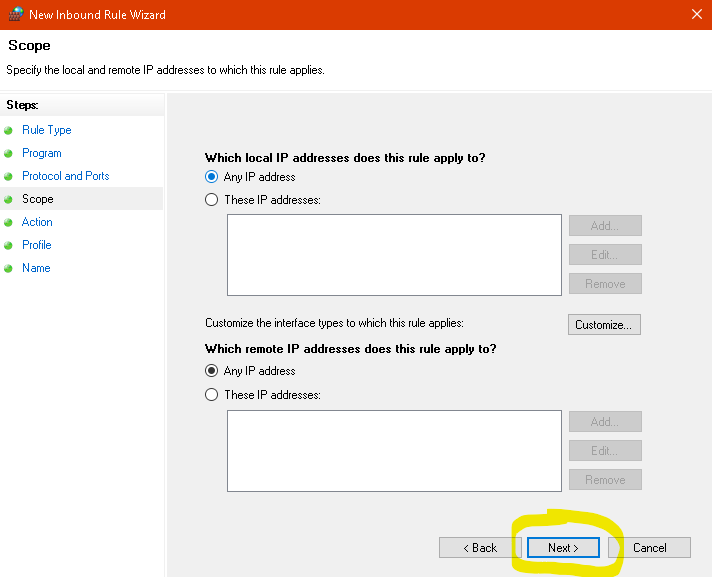 New Inbound Rule Wizard
Scope
Specify the local and remote IP addresses to which this rule applies.
Steps:
Rule Type
Program
Protocol and Ports
Scope
Action
Profile
Name
Which local IP addresses does this rule apply to?
Any IP address
These IP addresses:
Add...
Edit...
Remove
Customize the interface types to which this rule applies:
Customize...
Which remote IP addresses does this rule apply to?
Any IP address
These IP addresses:
Add...
Edit...
Remove
< Back
Next >
Cancel